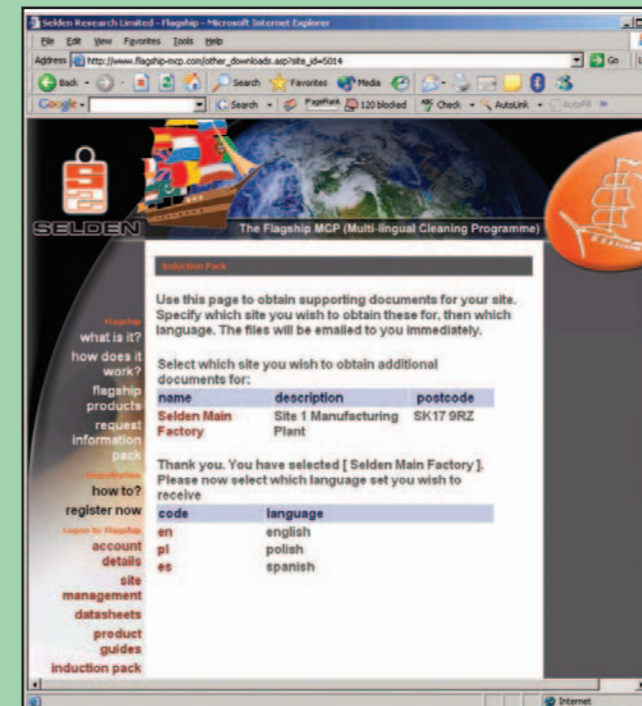 Selden Research Limited - Flagship - Microsoft Internet Explorer
File Edit View Favorites Tools Help
Address http://www.flagship-mcp.com/other_downloads.asp?site_id=5014 Go
Back Search Favorites Media
Google Search PageRank 120 blocked Check AutoLink AutoFill
SELDEN
The Flagship MCP (Multi-lingual Cleaning Programme)
Induction Pack
Use this page to obtain supporting documents for your site.
Specify which site you wish to obtain these for, then which
language. The files will be emailed to you immediately.
Select which site you wish to obtain additional
documents for:
name description postcode
Selden Main Site 1 Manufacturing SK17 9RZ
Factory Plant
Thank you. You have selected [ Selden Main Factory ].
Please now select which language set you wish to
receive
code language
en english
pl polish
es spanish
Flagship
what is it?
how does it
work?
flagship
products
request
information
pack
Registration
how to?
register now
Logon to Flagship
account
details
site
management
datasheets
product
guides
induction pack
Internet